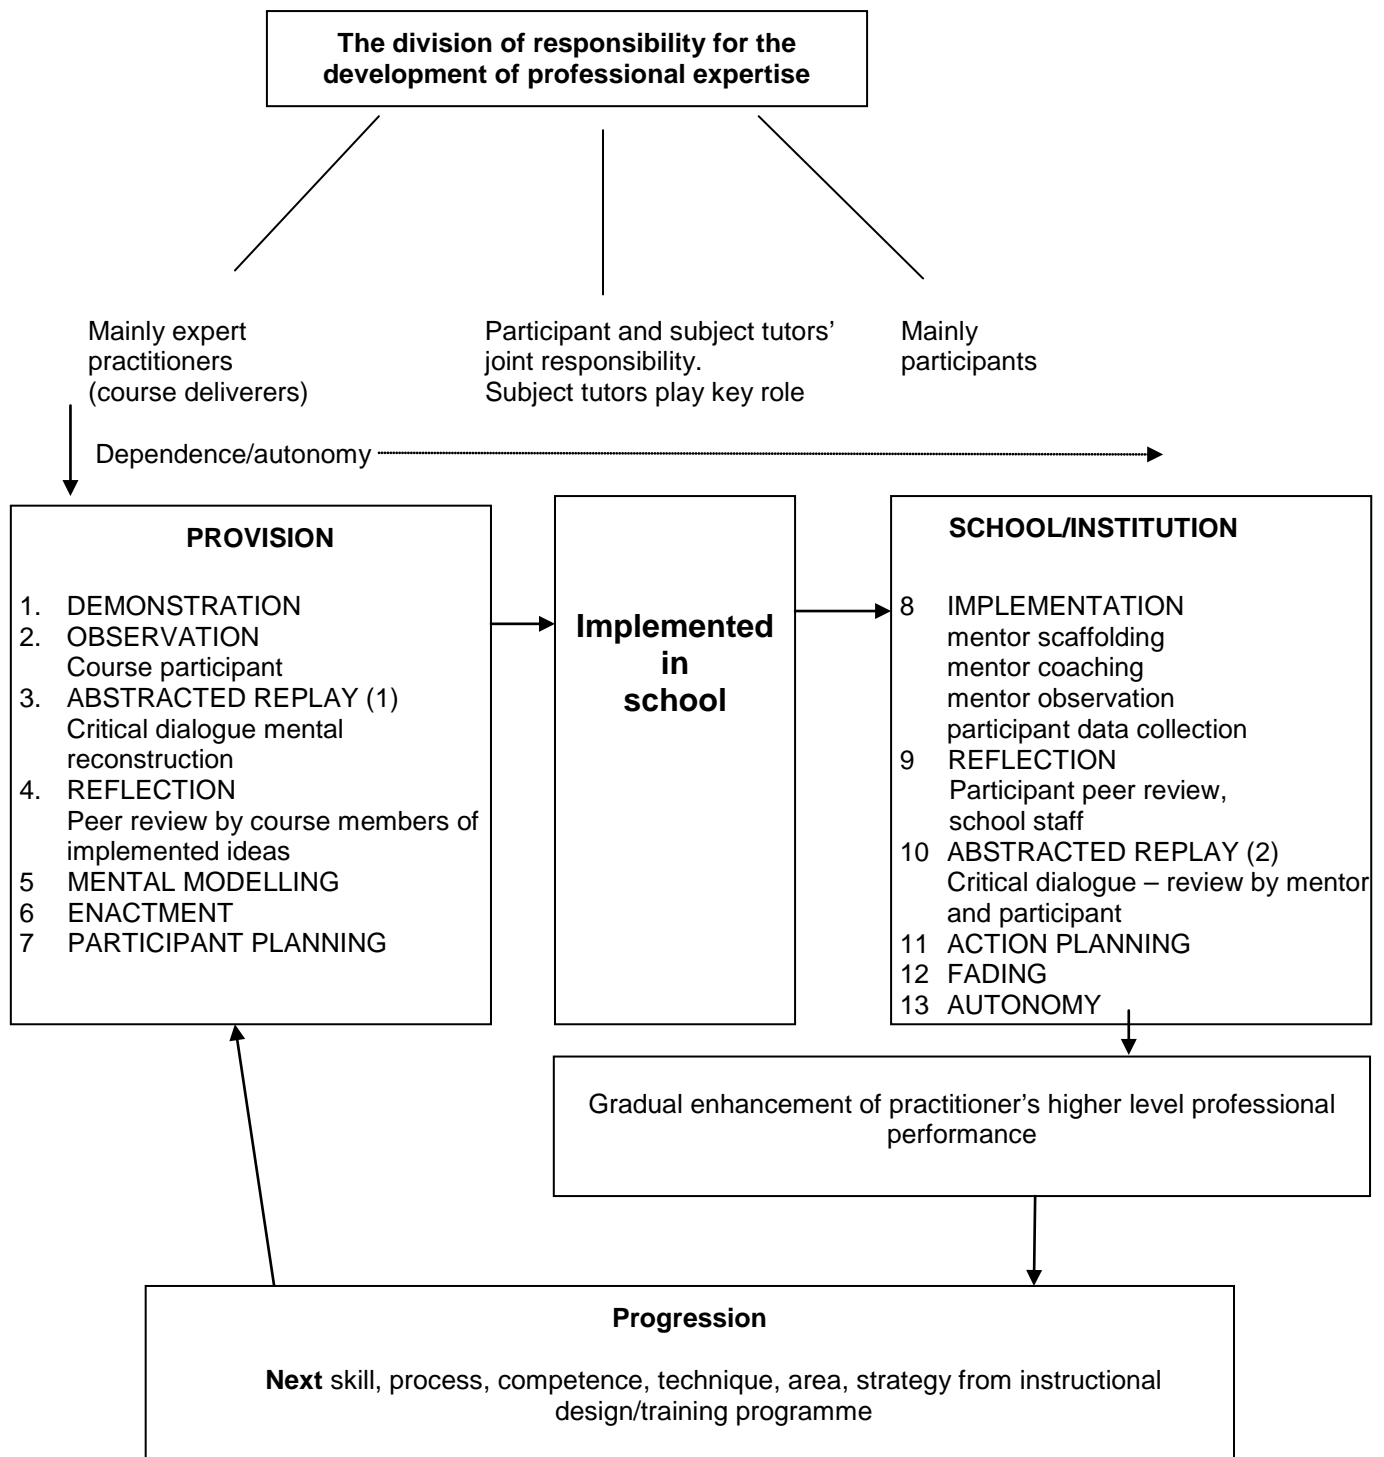 The division of responsibility for the
development of professional expertise
Mainly expert
practitioners
(course deliverers)
Participant and subject tutors’
joint responsibility.
Subject tutors play key role
Mainly
participants
Dependence/autonomy
PROVISION
1. DEMONSTRATION
2. OBSERVATION
Course participant
3. ABSTRACTED REPLAY (1)
Critical dialogue mental
reconstruction
4. REFLECTION
Peer review by course members of
implemented ideas
5 MENTAL MODELLING
6 ENACTMENT
7 PARTICIPANT PLANNING
Implemented
in
school
SCHOOL/INSTITUTION
8 IMPLEMENTATION
mentor scaffolding
mentor coaching
mentor observation
participant data collection
9 REFLECTION
Participant peer review,
school staff
10 ABSTRACTED REPLAY (2)
Critical dialogue – review by mentor
and participant
11 ACTION PLANNING
12 FADING
13 AUTONOMY
Gradual enhancement of practitioner’s higher level professional
performance
Progression
Next skill, process, competence, technique, area, strategy from instructional
design/training programme